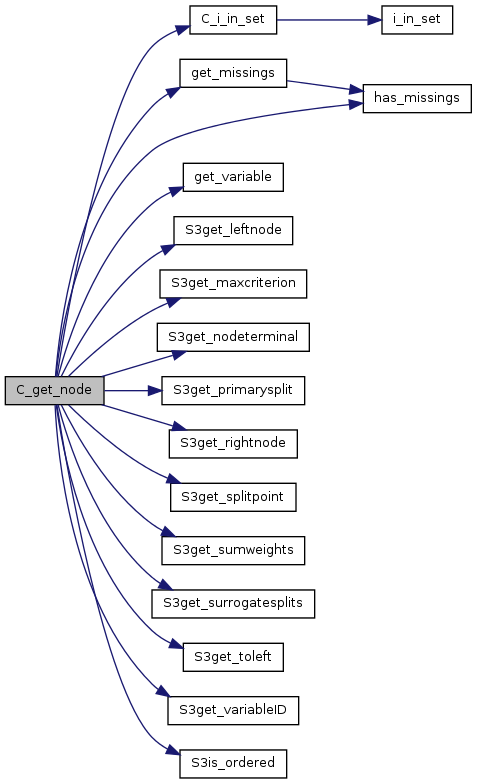 C_i_in_set
i_in_set
get_missings
has_missings
get_variable
S3get_leftnode
S3get_maxcriterion
S3get_nodeterminal
C_get_node
S3get_primarysplit
S3get_rightnode
S3get_splitpoint
S3get_sumweights
S3get_surrogatesplits
S3get_toleft
S3get_variableID
S3is_ordered